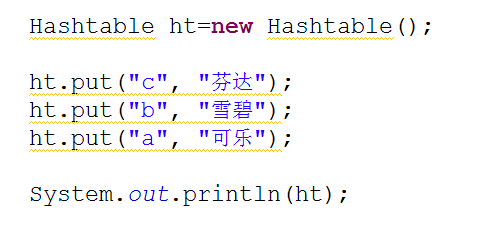 Hashtable ht=new Hashtable();
ht.put("c", "芬达");
ht.put("b", "雪碧");
ht.put("a", "可乐");
System.out.println(ht);